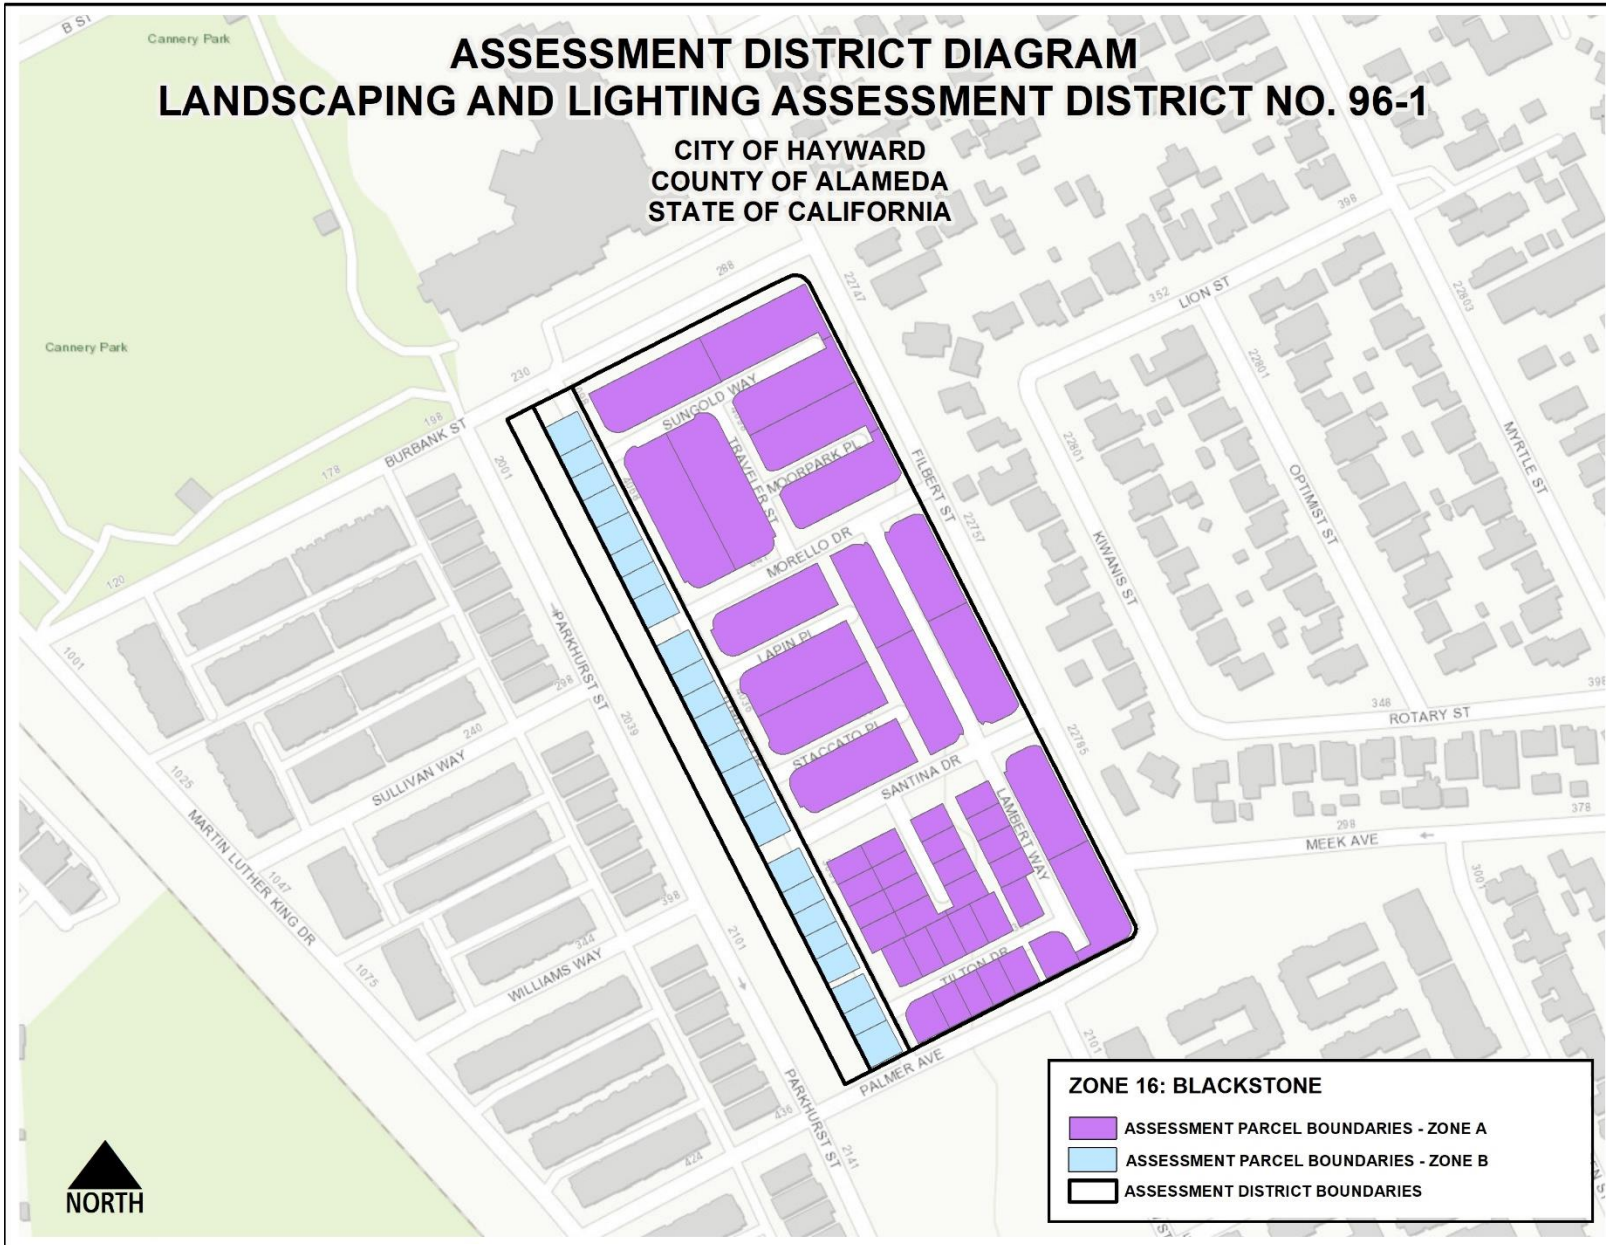 B ST
Cannery Park
ASSESSMENT DISTRICT DIAGRAM
LANDSCAPING AND LIGHTING ASSESSMENT DISTRICT NO. 96-1
CITY OF HAYWARD
COUNTY OF ALAMEDA
STATE OF CALIFORNIA
398
288
22747
352
LION ST
22803
Cannery Park
230
22801
SUNGOLD WAY
198
BURBANK ST
178
2001
TRAVELER ST
MOORPARK PL
FILBERT ST
22801
OPTIMIST ST
MYRTLE ST
22757
MORELLO DR
KIWANIS ST
120
1001
PARKHURST ST
LAPIN PL
298
2039
240
SULLIVAN WAY
1025
STACCATO PL
SANTINA DR
22785
348
398
ROTARY ST
378
298
MEEK AVE
LAMBERT WAY
MARTIN LUTHER KING DR
1047
398
3001
2101
344
WILLIAMS WAY
1075
TILTON DR
2101
PALMER AVE
PARKHURST ST
436
424
2141
NORTH
ZONE 16: BLACKSTONE
ASSESSMENT PARCEL BOUNDARIES - ZONE A
ASSESSMENT PARCEL BOUNDARIES - ZONE B
ASSESSMENT DISTRICT BOUNDARIES